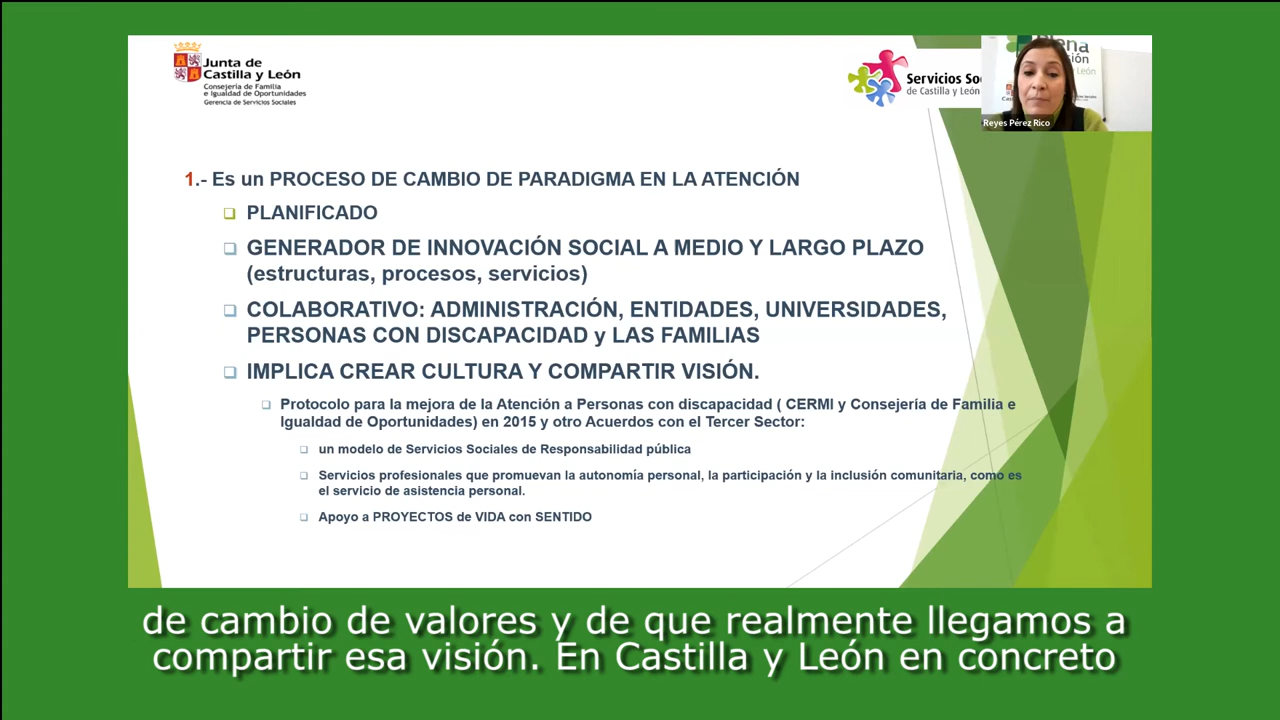 Junta de
Castilla y León
Consejería de Familia
e Igualdad de Oportunidades
Gerencia de Servicios Sociales
Servicios
de Castilla y León
Reyes Pérez Rico
1.- Es un PROCESO DE CAMBIO DE PARADIGMA EN LA ATENCIÓN
PLANIFICADO
GENERADOR DE INNOVACIÓN SOCIAL A MEDIO Y LARGO PLAZO
(estructuras, procesos, servicios)
COLABORATIVO: ADMINISTRACIÓN, ENTIDADES, UNIVERSIDADES,
PERSONAS CON DISCAPACIDAD y LAS FAMILIAS
IMPLICA CREAR CULTURA Y COMPARTIR VISIÓN.
Protocolo para la mejora de la Atención a Personas con discapacidad ( CERMI y Consejería de Familia e
Igualdad de Oportunidades) en 2015 y otro Acuerdos con el Tercer Sector:
un modelo de Servicios Sociales de Responsabilidad pública
Servicios profesionales que promuevan la autonomía personal, la participación y la inclusión comunitaria, como es
el servicio de asistencia personal.
Apoyo a PROYECTOS de VIDA con SENTIDO
de cambio de valores y de que realmente llegamos a
compartir esa visión. En Castilla y León en concreto